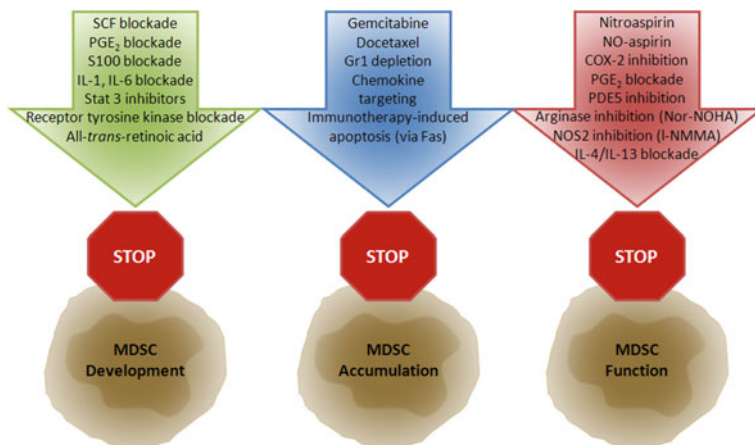 SCF blockade
PGE₂ blockade
S100 blockade
IL-1, IL-6 blockade
Stat 3 inhibitors
Receptor tyrosine kinase blockade
All-trans-retinoic acid
Gemcitabine
Docetaxel
Gr1 depletion
Chemokine
targeting
Immunotherapy-induced
apoptosis (via Fas)
Nitroaspirin
NO-aspirin
COX-2 inhibition
PGE₂ blockade
PDE5 inhibition
Arginase inhibition (Nor-NOHA)
NOS2 inhibition (l-NMMA)
IL-4/IL-13 blockade
STOP
STOP
STOP
MDSC
Development
MDSC
Accumulation
MDSC
Function